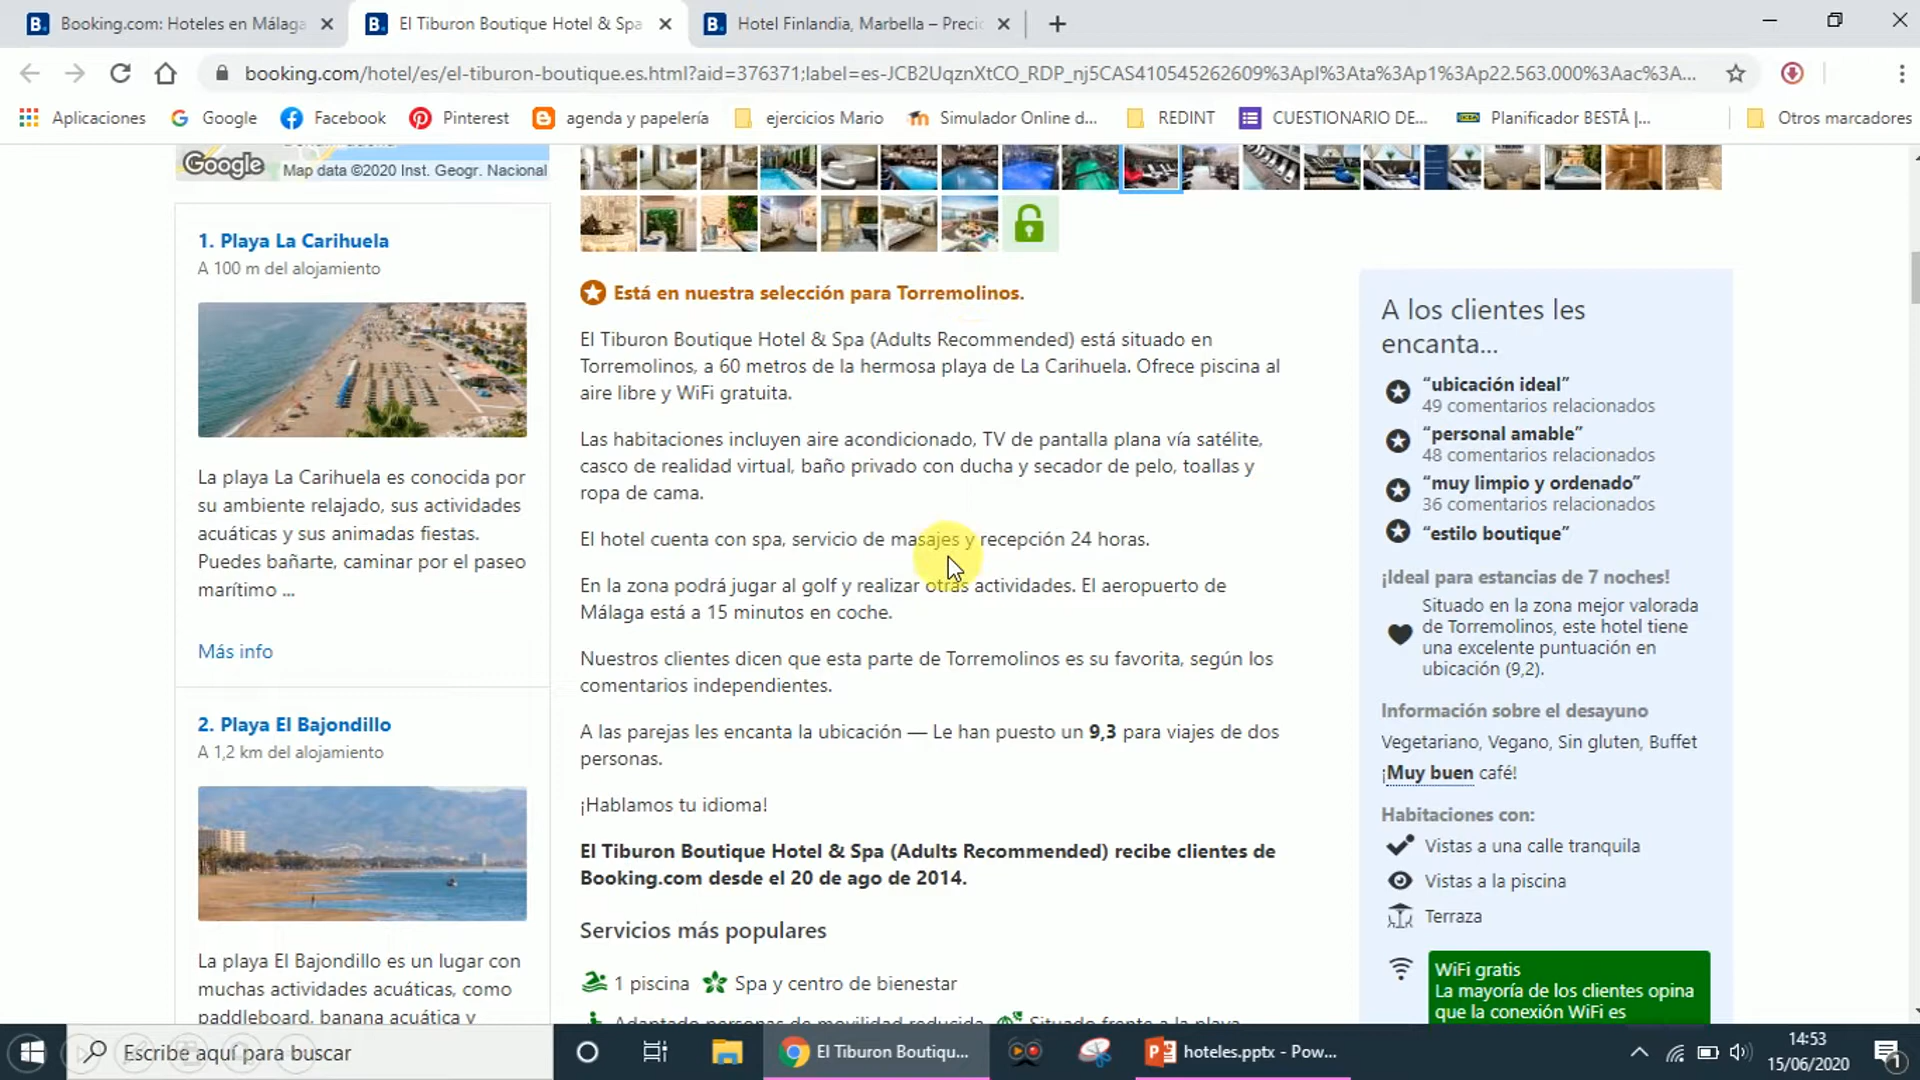 Booking.com: Hoteles en Málaga
El Tiburon Boutique Hotel & Spa
Hotel Finlandia, Marbella – Preci
booking.com/hotel/es/el-tiburon-boutique.es.html?aid=376371;label=es-JCB2UqznXtCO_RDP_nj5CAS410545262609%3Apl%3Ata%3Ap1%3Ap22.563.000%3Aac%3A...
Aplicaciones
Google
Facebook
Pinterest
agenda y papelería
ejercicios Mario
Simulador Online d...
REDINT
CUESTIONARIO DE...
Planificador BESTÅ |...
Otros marcadores
Google
Map data ©2020 Inst. Geogr. Nacional
1. Playa La Carihuela
A 100 m del alojamiento
La playa La Carihuela es conocida por
su ambiente relajado, sus actividades
acuáticas y sus animadas fiestas.
Puedes bañarte, caminar por el paseo
marítimo ...
Más info
2. Playa El Bajondillo
A 1,2 km del alojamiento
La playa El Bajondillo es un lugar con
muchas actividades acuáticas, como
paddleboard, banana acuática y
Está en nuestra selección para Torremolinos.
El Tiburon Boutique Hotel & Spa (Adults Recommended) está situado en
Torremolinos, a 60 metros de la hermosa playa de La Carihuela. Ofrece piscina al
aire libre y WiFi gratuita.
Las habitaciones incluyen aire acondicionado, TV de pantalla plana vía satélite,
casco de realidad virtual, baño privado con ducha y secador de pelo, toallas y
ropa de cama.
El hotel cuenta con spa, servicio de masajes y recepción 24 horas.
En la zona podrá jugar al golf y realizar otras actividades. El aeropuerto de
Málaga está a 15 minutos en coche.
Nuestros clientes dicen que esta parte de Torremolinos es su favorita, según los
comentarios independientes.
A las parejas les encanta la ubicación — Le han puesto un 9,3 para viajes de dos
personas.
¡Hablamos tu idioma!
El Tiburon Boutique Hotel & Spa (Adults Recommended) recibe clientes de
Booking.com desde el 20 de ago de 2014.
Servicios más populares
1 piscina
Spa y centro de bienestar
Adaptado personas de movilidad reducida
Situado frente a la playa
A los clientes les
encanta...
“ubicación ideal”
49 comentarios relacionados
“personal amable”
48 comentarios relacionados
“muy limpio y ordenado”
36 comentarios relacionados
“estilo boutique”
¡Ideal para estancias de 7 noches!
Situado en la zona mejor valorada
de Torremolinos, este hotel tiene
una excelente puntuación en
ubicación (9,2).
Información sobre el desayuno
Vegetariano, Vegano, Sin gluten, Buffet
¡Muy buen café!
Habitaciones con:
Vistas a una calle tranquila
Vistas a la piscina
Terraza
WiFi gratis
La mayoría de los clientes opina
que la conexión WiFi es
Escribe aquí para buscar
El Tiburon Boutiqu...
hoteles.pptx - Pow...
14:53
15/06/2020
1